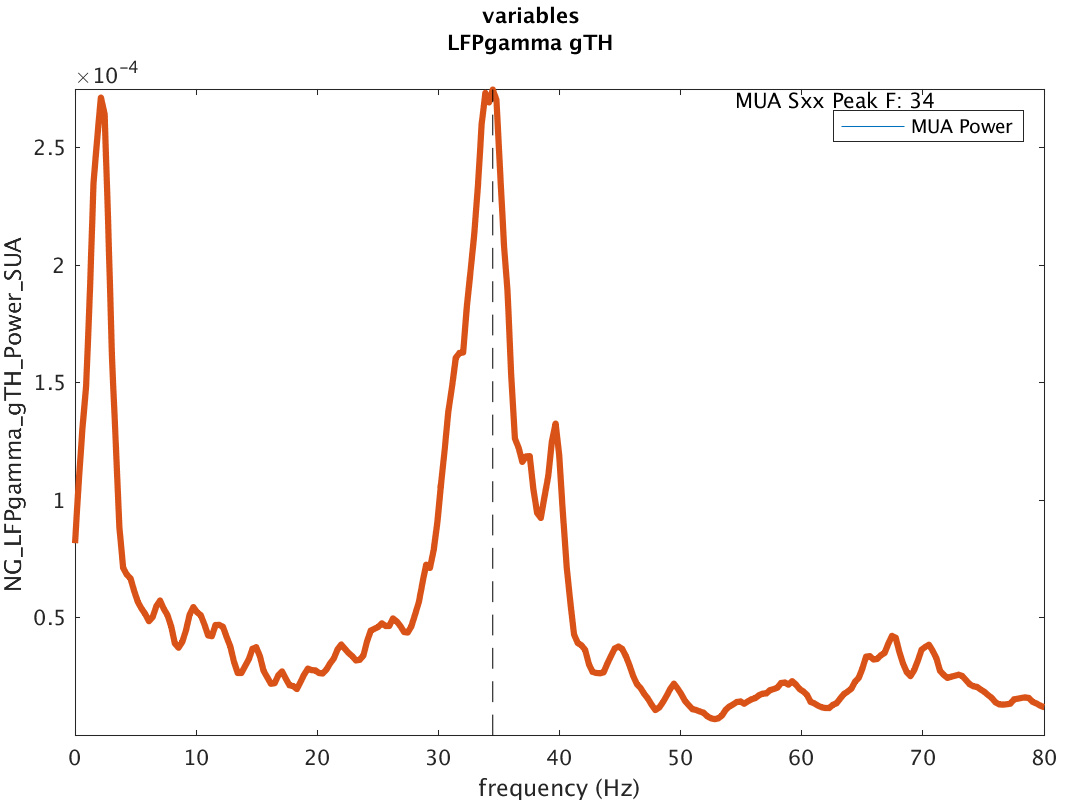 variables
LFPgamma gTH
×10⁻⁴
MUA Sxx Peak F: 34
MUA Power
2.5
2
1.5
1
0.5
NG_LFPgamma_gTH_Power_SUA
0 10 20 30 40 50 60 70 80
frequency (Hz)